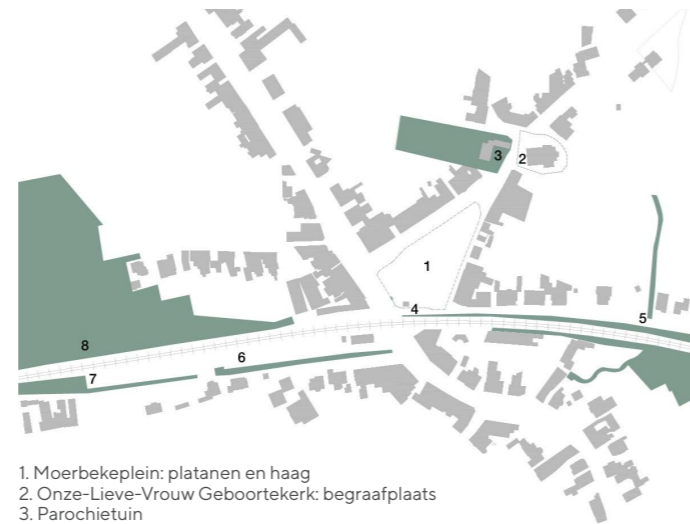 3
2
1
4
5
8
6
7
1. Moerbekeplein: platanen en haag
2. Onze-Lieve-Vrouw Geboortekerk: begraafplaats
3. Parochietuin